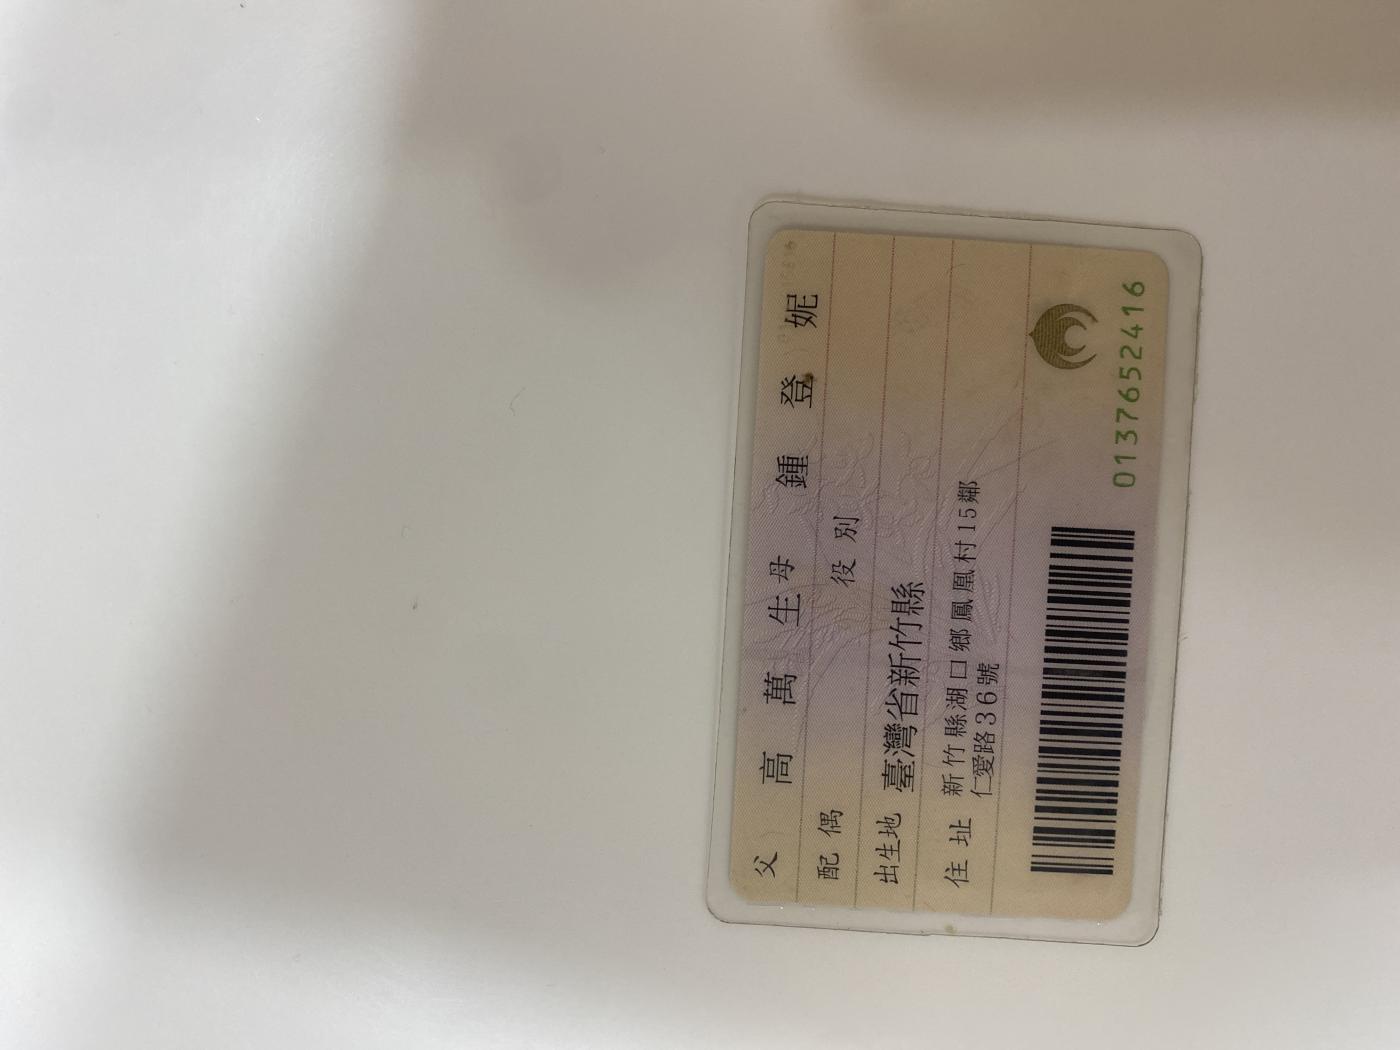 父 高萬生 母 鍾登妮
配偶 役別
出生地 臺灣省新竹縣
住址 新竹縣湖口鄉鳳凰村15鄰
仁愛路36號
0137652416